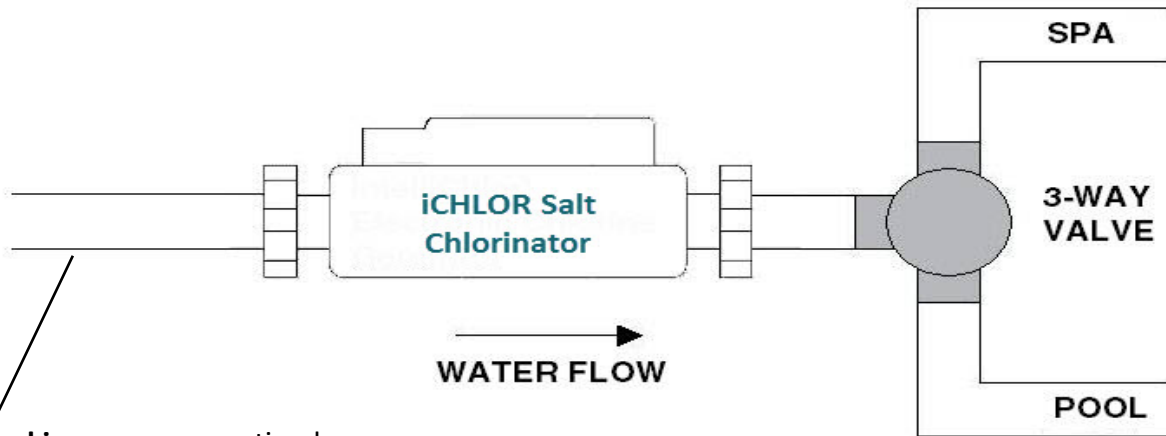 SPA
iCHLOR Salt
Chlorinator
3-WAY
VALVE
WATER FLOW
POOL